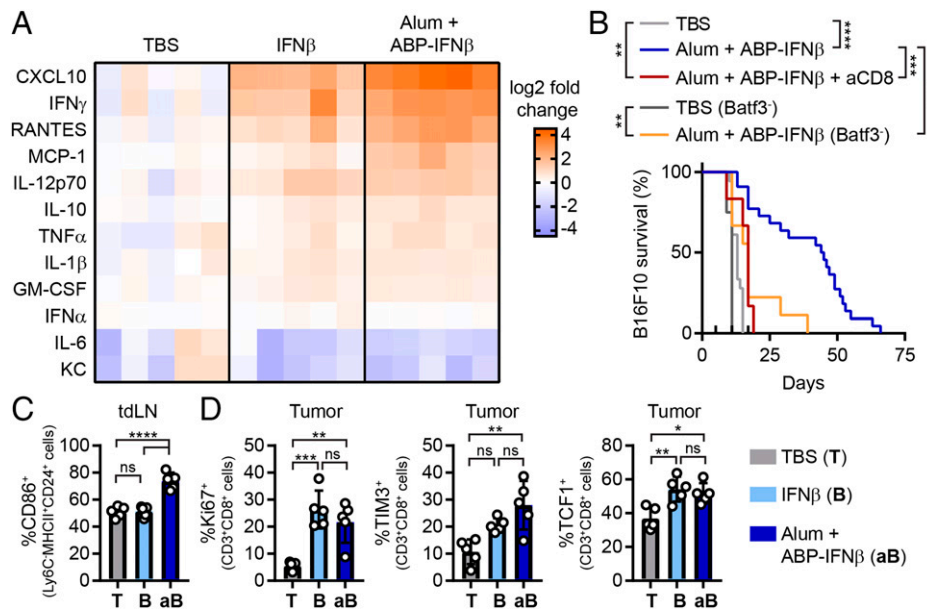 A
TBS
IFNβ
Alum +
ABP-IFNβ
CXCL10
IFNγ
RANTES
MCP-1
IL-12p70
IL-10
TNFα
IL-1β
GM-CSF
IFNα
IL-6
KC
log2 fold
change
4
2
0
-2
-4
B
TBS
Alum + ABP-IFNβ
Alum + ABP-IFNβ + aCD8
TBS (Batf3-)
Alum + ABP-IFNβ (Batf3-)
**
**
****
***
B16F10 survival (%)
100
50
0
0 25 50 75
Days
C
tdLN
%CD86+
(Ly6C-MHCII+CD24+ cells)
100
80
60
40
20
0
****
ns
T B aB
D
Tumor
%Ki67+
(CD3+CD8+ cells)
50
40
30
20
10
0
**
*** ns
T B aB
Tumor
%TIM3+
(CD3+CD8+ cells)
50
40
30
20
10
0
**
ns ns
T B aB
Tumor
%TCF1+
(CD3+CD8+ cells)
80
60
40
20
0
*
** ns
T B aB
TBS (T)
IFNβ (B)
Alum +
ABP-IFNβ (aB)